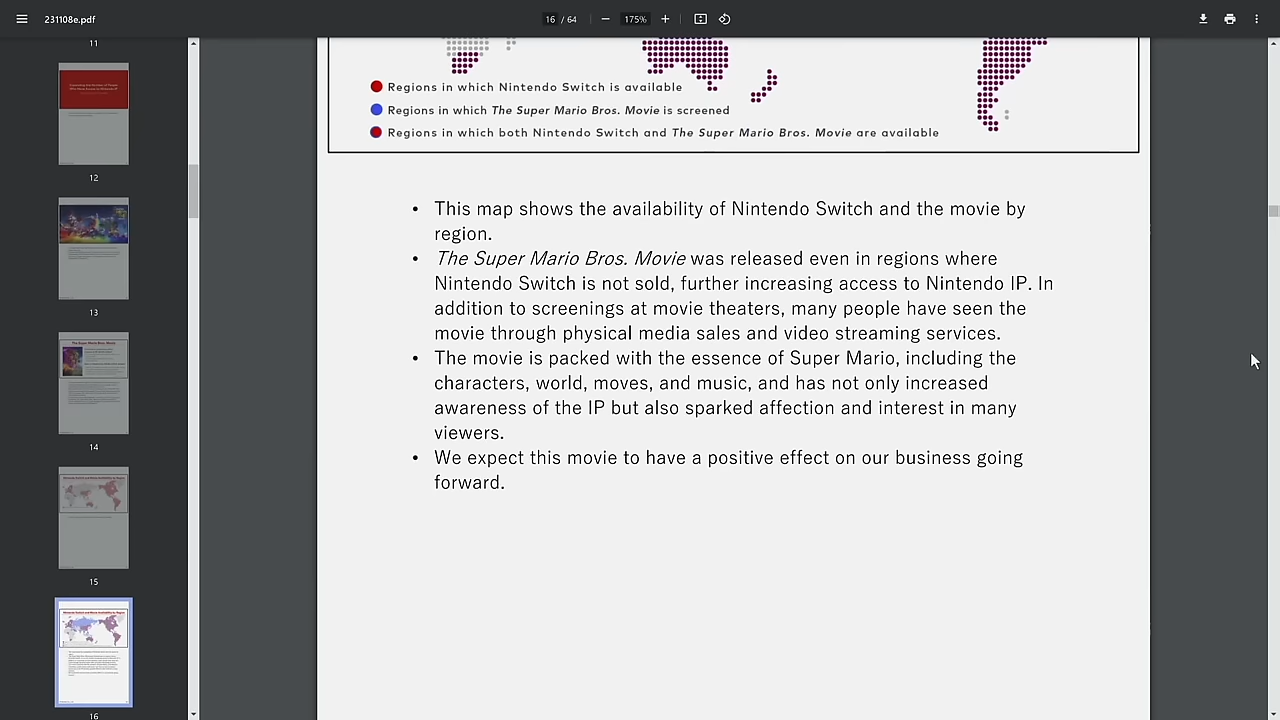 231108e.pdf
16 / 64
175%
11
12
13
14
15
16
Regions in which Nintendo Switch is available
Regions in which The Super Mario Bros. Movie is screened
Regions in which both Nintendo Switch and The Super Mario Bros. Movie are available
• This map shows the availability of Nintendo Switch and the movie by
region.
• The Super Mario Bros. Movie was released even in regions where
Nintendo Switch is not sold, further increasing access to Nintendo IP. In
addition to screenings at movie theaters, many people have seen the
movie through physical media sales and video streaming services.
• The movie is packed with the essence of Super Mario, including the
characters, world, moves, and music, and has not only increased
awareness of the IP but also sparked affection and interest in many
viewers.
• We expect this movie to have a positive effect on our business going
forward.